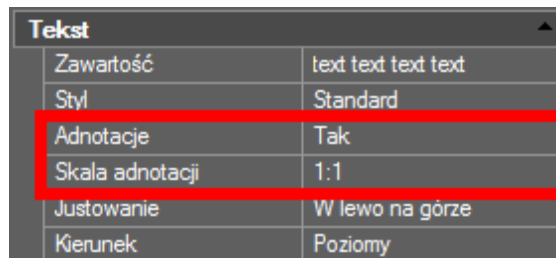 Tekst
Zawartość text text text text
Styl Standard
Adnotacje Tak
Skala adnotacji 1:1
Justowanie W lewo na górze
Kierunek Poziomy